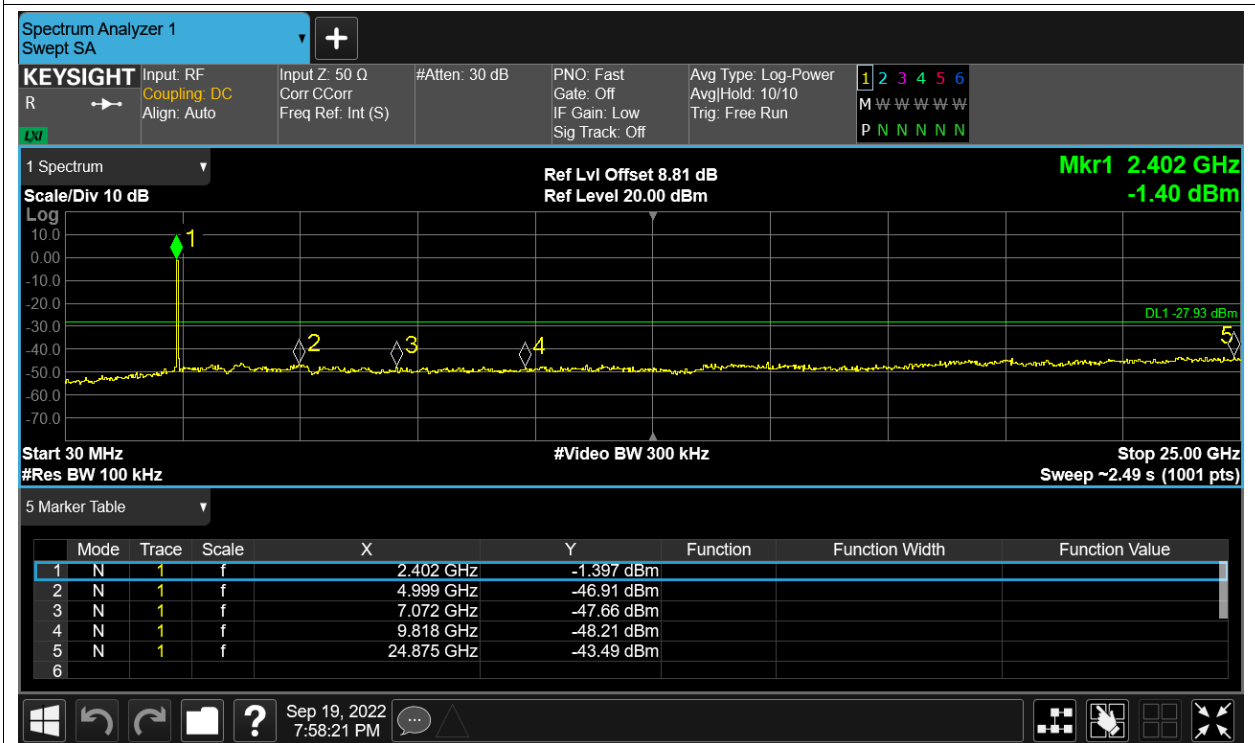 Spectrum Analyzer 1
Swept SA
KEYSIGHT
R
LXI
Input: RF
Coupling: DC
Align: Auto
Input Z: 50 Ω
Corr CCorr
Freq Ref: Int (S)
#Atten: 30 dB
PNO: Fast
Gate: Off
IF Gain: Low
Sig Track: Off
Avg Type: Log-Power
Avg|Hold: 10/10
Trig: Free Run
1 2 3 4 5 6
M W W W W W
P N N N N N
1 Spectrum
Scale/Div 10 dB
Ref Lvl Offset 8.81 dB
Ref Level 20.00 dBm
Mkr1 2.402 GHz
-1.40 dBm
Log
10.0
0.00
-10.0
-20.0
-30.0
-40.0
-50.0
-60.0
-70.0
1
2
3
4
5
DL1 -27.93 dBm
Start 30 MHz
#Res BW 100 kHz
#Video BW 300 kHz
Stop 25.00 GHz
Sweep ~2.49 s (1001 pts)
5 Marker Table
Mode Trace Scale X Y Function Function Width Function Value
1 N 1 f 2.402 GHz -1.397 dBm
2 N 1 f 4.999 GHz -46.91 dBm
3 N 1 f 7.072 GHz -47.66 dBm
4 N 1 f 9.818 GHz -48.21 dBm
5 N 1 f 24.875 GHz -43.49 dBm
6
?
Sep 19, 2022
7:58:21 PM